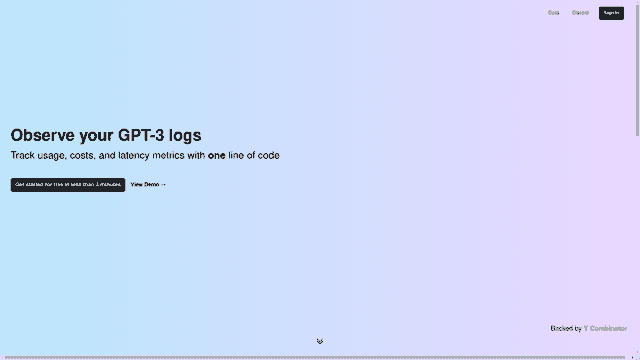 Docs Discord Sign In
Observe your GPT-3 logs
Track usage, costs, and latency metrics with one line of code
Get started for free in less than 2 minutes View Demo →
Backed by Y Combinator